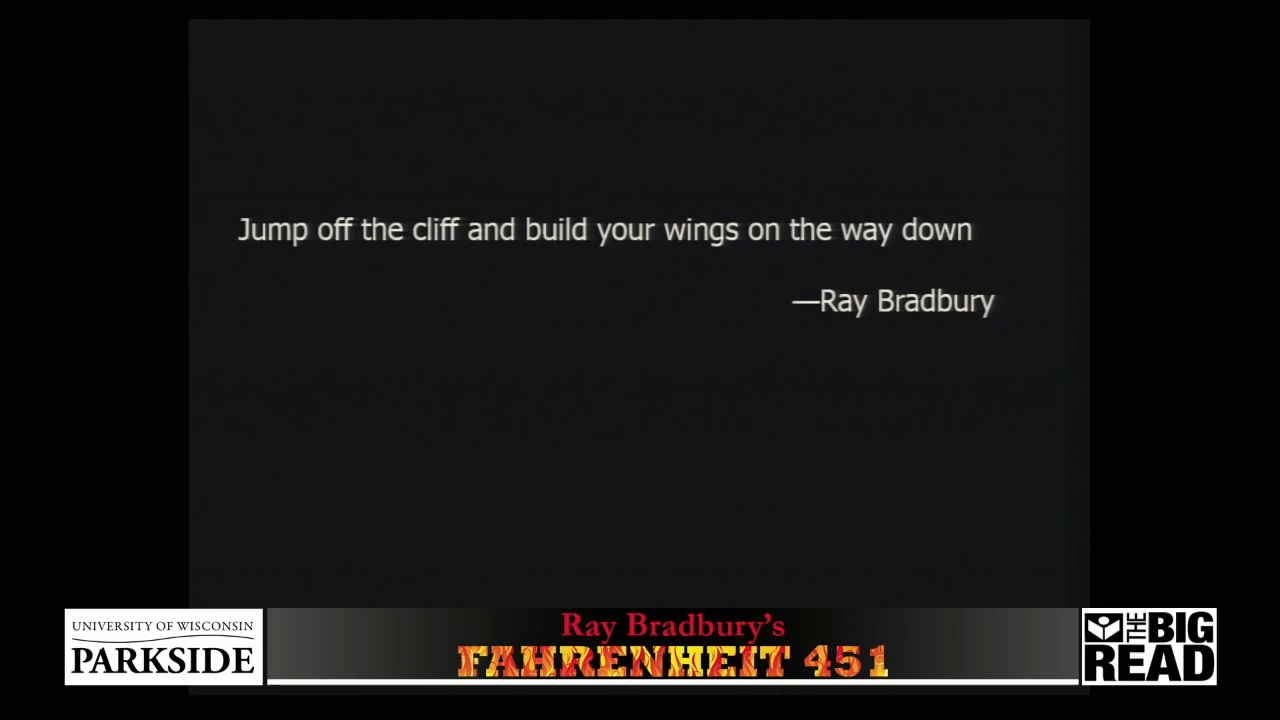 Jump off the cliff and build your wings on the way down
—Ray Bradbury
UNIVERSITY OF WISCONSIN
PARKSIDE
Ray Bradbury's
FAHRENHEIT 451
THE BIG
READ